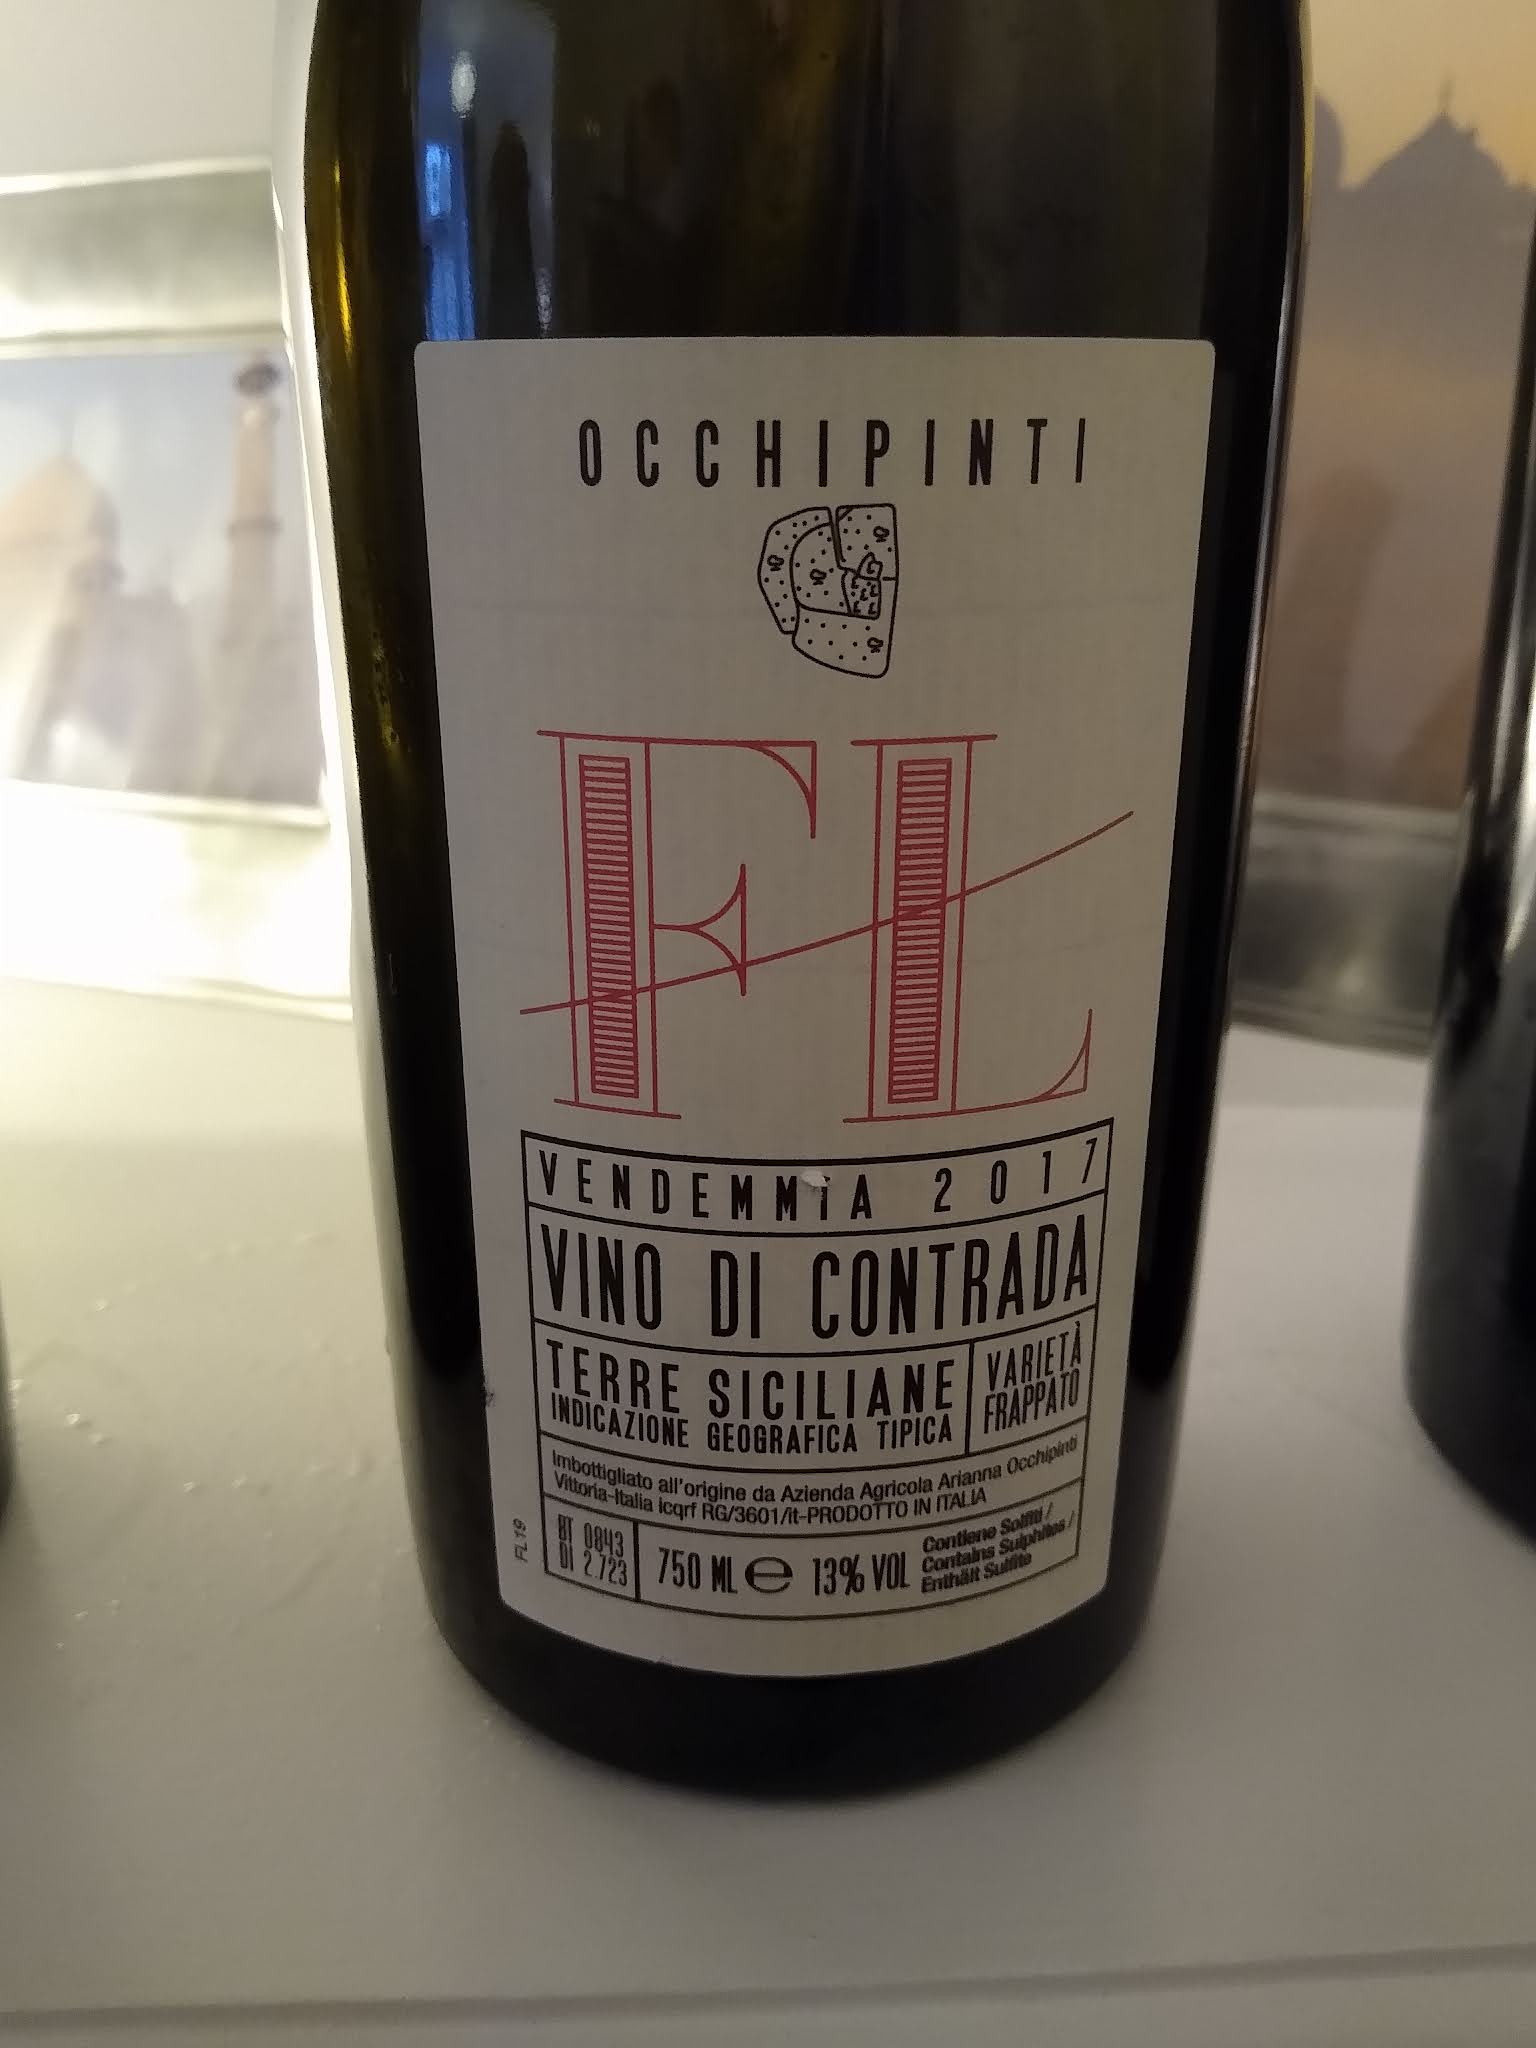 OCCHIPINTI
FL
VENDEMMIA 2017
VINO DI CONTRADA
TERRE SICILIANE
INDICAZIONE GEOGRAFICA TIPICA
VARIETÀ
FRAPPATO
Imbottigliato all'origine da Azienda Agricola Arianna Occhipinti
Vittoria-Italia icqrf RG/3601/it-PRODOTTO IN ITALIA
FL19
BT 0843
DI 2.723
750 ML e 13% VOL
Contiene Solfiti /
Contains Sulphites /
Enthält Sulfite